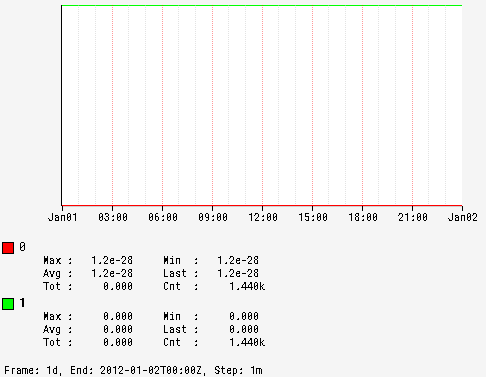 Jan01 03:00 06:00 09:00 12:00 15:00 18:00 21:00 Jan02
0
Max : 1.2e-28 Min : 1.2e-28
Avg : 1.2e-28 Last : 1.2e-28
Tot : 0.000 Cnt : 1.440k
1
Max : 0.000 Min : 0.000
Avg : 0.000 Last : 0.000
Tot : 0.000 Cnt : 1.440k
Frame: 1d, End: 2012-01-02T00:00Z, Step: 1m